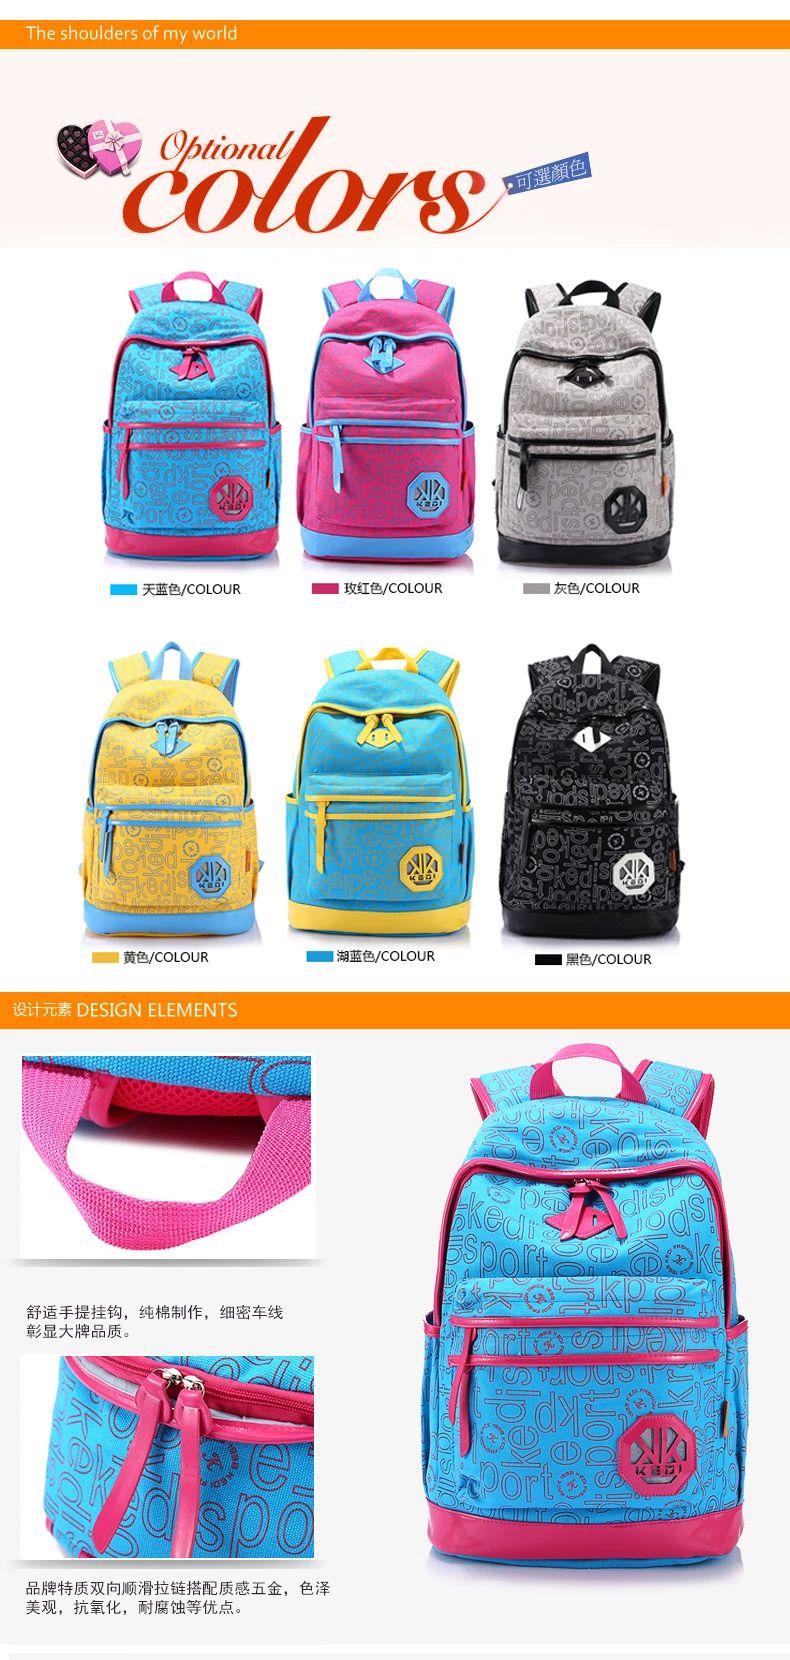 The shoulders of my world
Optional
colors
可選顏色
天蓝色/COLOUR
玫红色/COLOUR
灰色/COLOUR
KEDI
KEDI
KEDI
黄色/COLOUR
湖蓝色/COLOUR
黑色/COLOUR
设计元素 DESIGN ELEMENTS
舒适手提挂钩，纯棉制作，细密车线
彰显大牌品质。
KEDI
品牌特质双向顺滑拉链搭配质感五金，色泽
美观，抗氧化，耐腐蚀等优点。